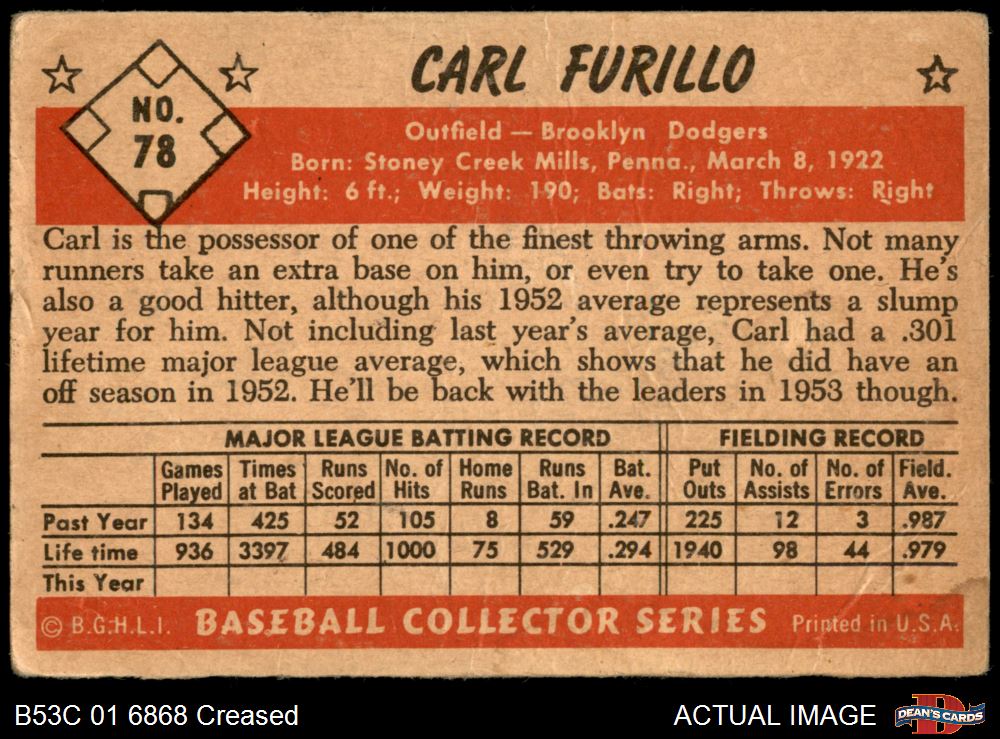 NO.
78
CARL FURILLO
Outfield — Brooklyn Dodgers
Born: Stoney Creek Mills, Penna., March 8, 1922
Height: 6 ft.; Weight: 190; Bats: Right; Throws: Right
Carl is the possessor of one of the finest throwing arms. Not many
runners take an extra base on him, or even try to take one. He's
also a good hitter, although his 1952 average represents a slump
year for him. Not including last year's average, Carl had a .301
lifetime major league average, which shows that he did have an
off season in 1952. He'll be back with the leaders in 1953 though.
MAJOR LEAGUE BATTING RECORD FIELDING RECORD
Games Times Runs No. of Home Runs Bat. Put No. of No. of Field.
Played at Bat Scored Hits Runs Bat. In Ave. Outs Assists Errors Ave.
Past Year 134 425 52 105 8 59 .247 225 12 3 .987
Life time 936 3397 484 1000 75 529 .294 1940 98 44 .979
This Year
© B.G.H.L.I. BASEBALL COLLECTOR SERIES Printed in U.S.A.
B53C 01 6868 Creased ACTUAL IMAGE DEAN'S CARDS